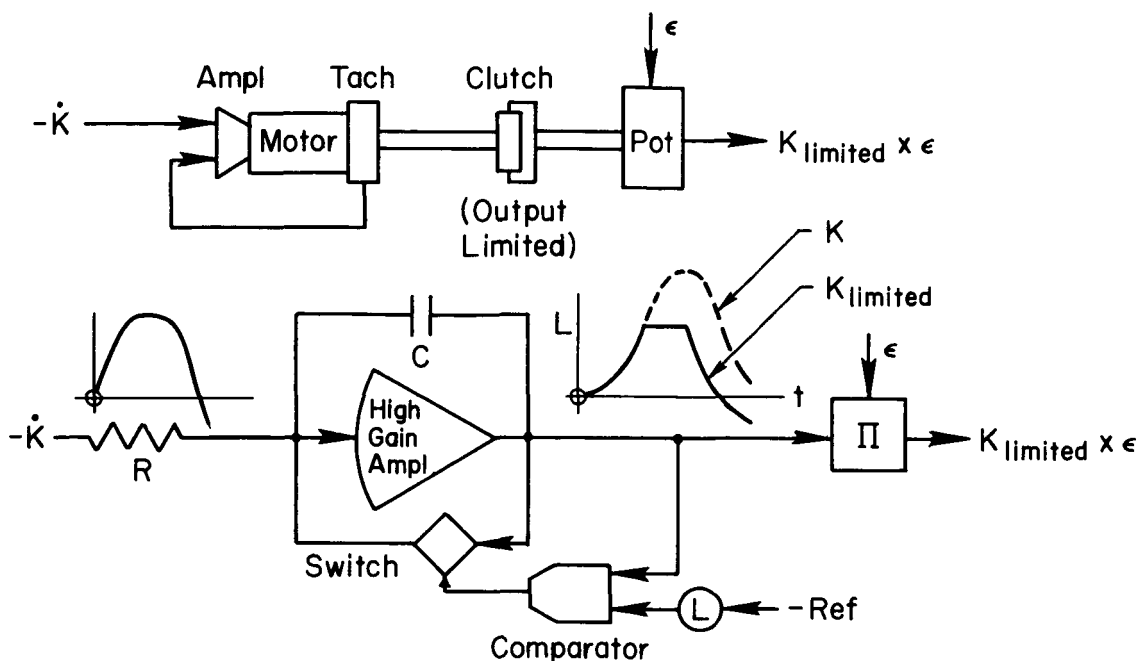 ϵ
Ampl
Tach
Clutch
-K̇
Motor
Pot
K limited x ϵ
(Output
Limited)
K
K limited
L
C
ϵ
t
High
Gain
Ampl
-K̇
R
Π
K limited x ϵ
Switch
L
-Ref
Comparator